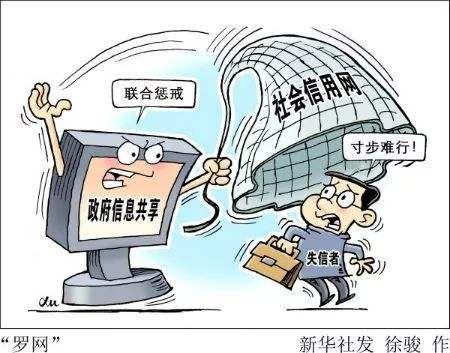 联合惩戒
社会信用网
寸步难行！
政府信息共享
失信者
“罗网” 新华社发 徐骏 作